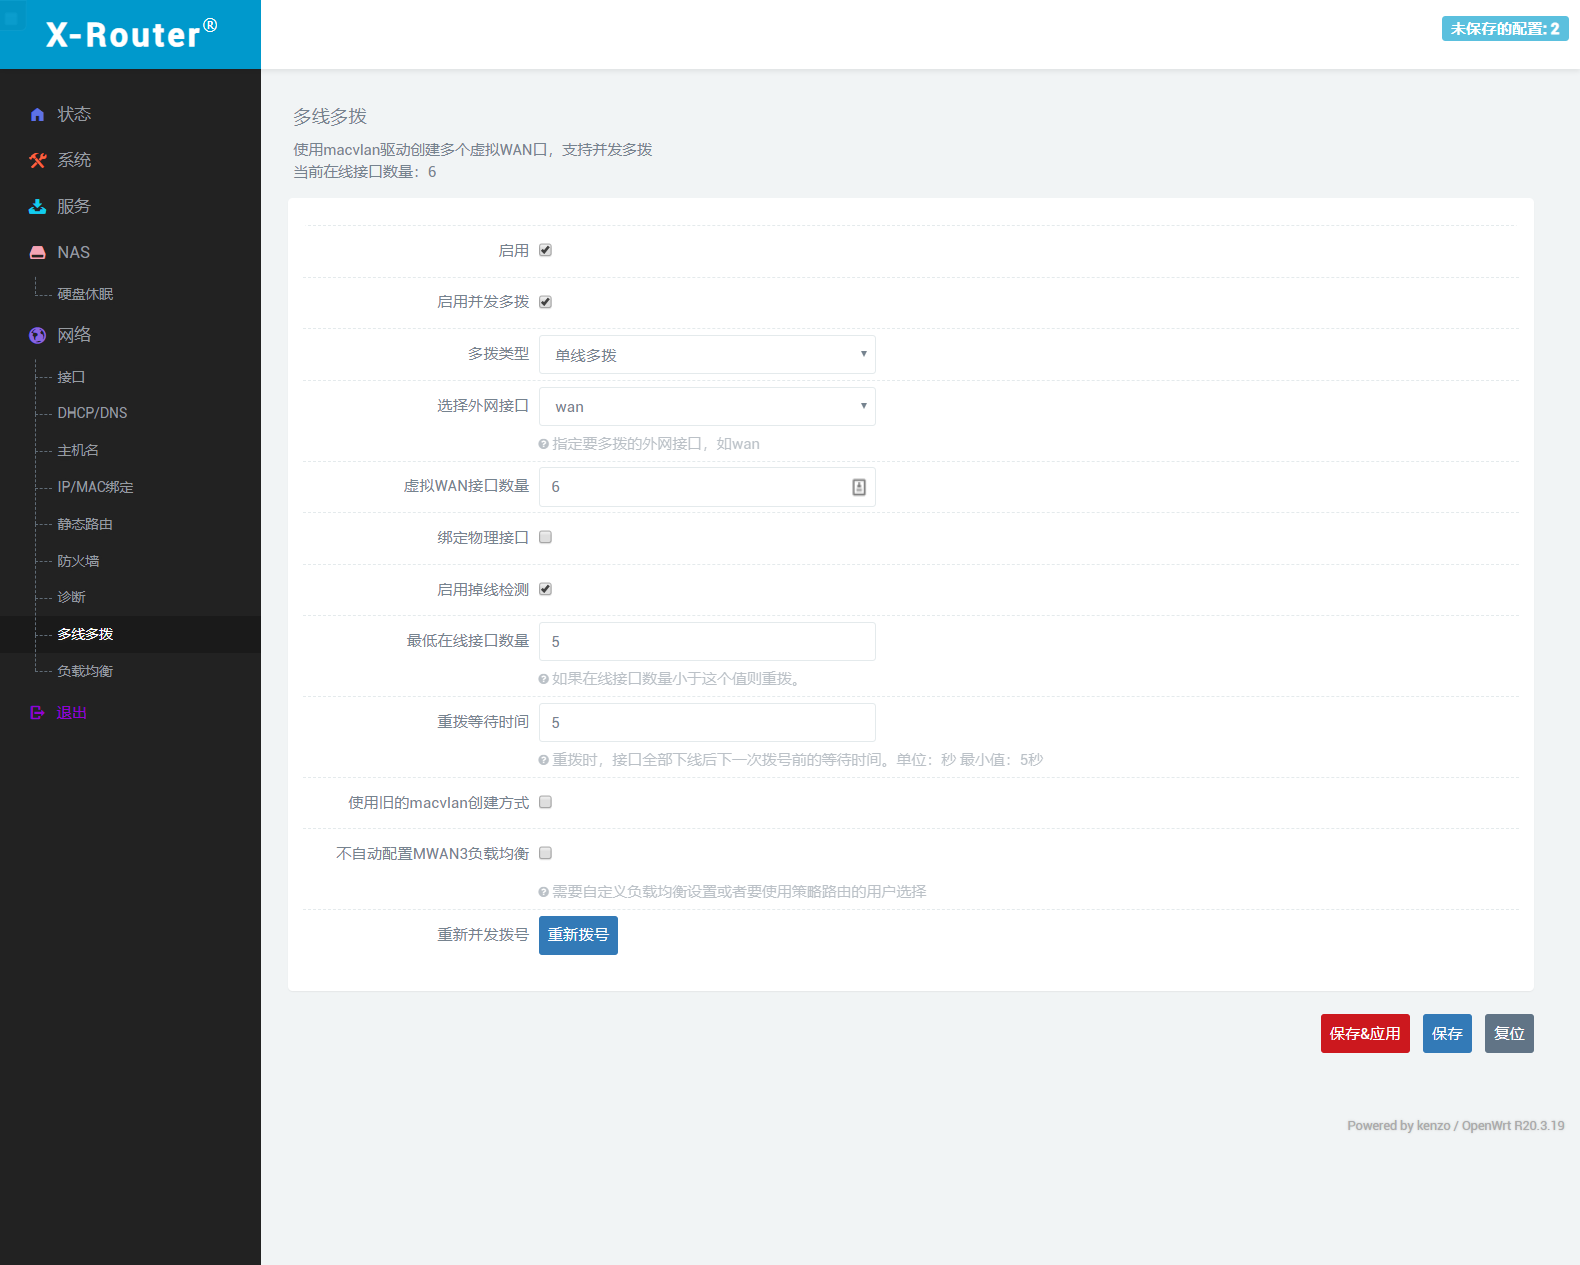 X-Router®
未保存的配置: 2
状态
系统
服务
NAS
硬盘休眠
网络
接口
DHCP/DNS
主机名
IP/MAC绑定
静态路由
防火墙
诊断
多线多拨
负载均衡
退出
多线多拨
使用macvlan驱动创建多个虚拟WAN口，支持并发多拨
当前在线接口数量：6
启用
启用并发多拨
多拨类型 单线多拨
选择外网接口 wan
指定要多拨的外网接口，如wan
虚拟WAN接口数量 6
绑定物理接口
启用掉线检测
最低在线接口数量 5
如果在线接口数量小于这个值则重拨。
重拨等待时间 5
重拨时，接口全部下线后下一次拨号前的等待时间。单位：秒 最小值：5秒
使用旧的macvlan创建方式
不自动配置MWAN3负载均衡
需要自定义负载均衡设置或者要使用策略路由的用户选择
重新并发拨号 重新拨号
保存&应用 保存 复位
Powered by kenzo / OpenWrt R20.3.19